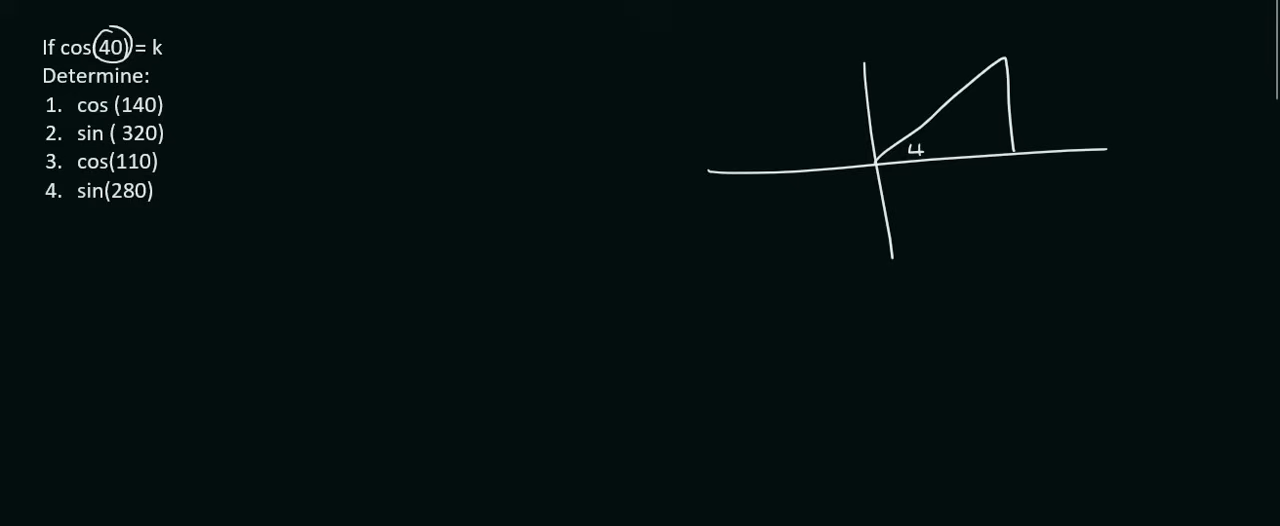 If cos(40) = k
Determine:
1. cos (140)
2. sin ( 320)
3. cos(110)
4. sin(280)
4